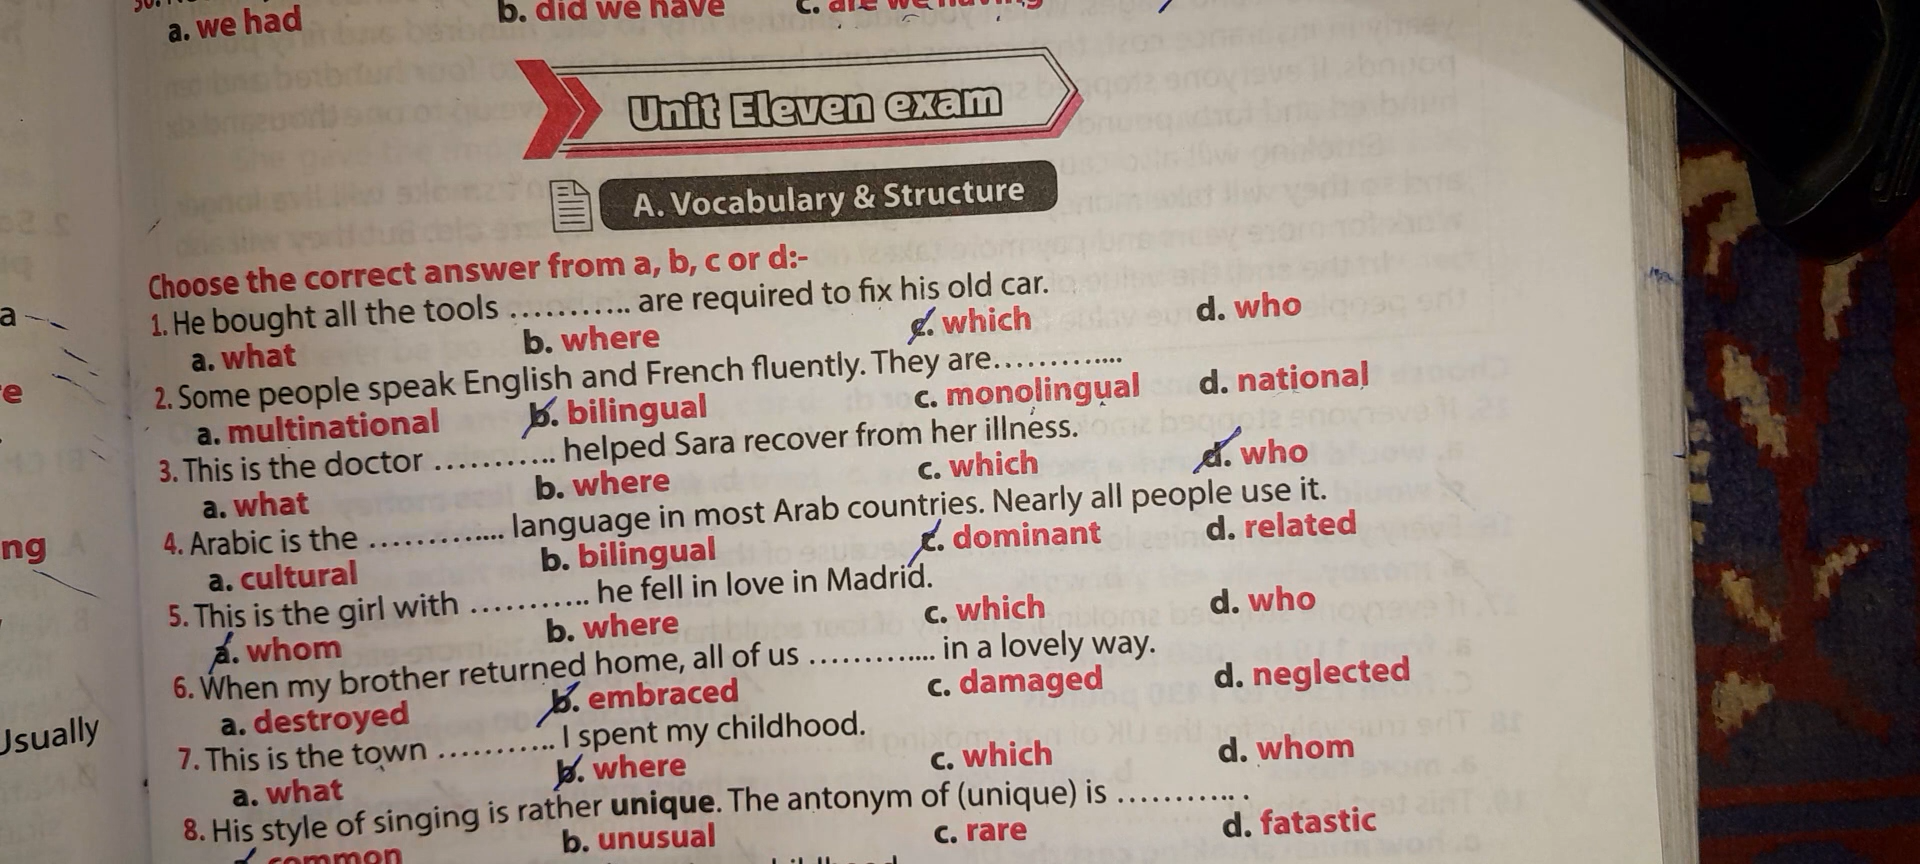 a. we had b. did we have c. are we having
Unit Eleven exam
A. Vocabulary & Structure
Choose the correct answer from a, b, c or d:-
1. He bought all the tools ........... are required to fix his old car.
a. what b. where c. which d. who
2. Some people speak English and French fluently. They are............
a. multinational b. bilingual c. monolingual d. national
3. This is the doctor ........... helped Sara recover from her illness.
a. what b. where c. which d. who
4. Arabic is the ............ language in most Arab countries. Nearly all people use it.
a. cultural b. bilingual c. dominant d. related
5. This is the girl with ........... he fell in love in Madrid.
a. whom b. where c. which d. who
6. When my brother returned home, all of us ............ in a lovely way.
a. destroyed b. embraced c. damaged d. neglected
7. This is the town ........... I spent my childhood.
a. what b. where c. which d. whom
8. His style of singing is rather unique. The antonym of (unique) is ............
common b. unusual c. rare d. fatastic
a
ng
Usually